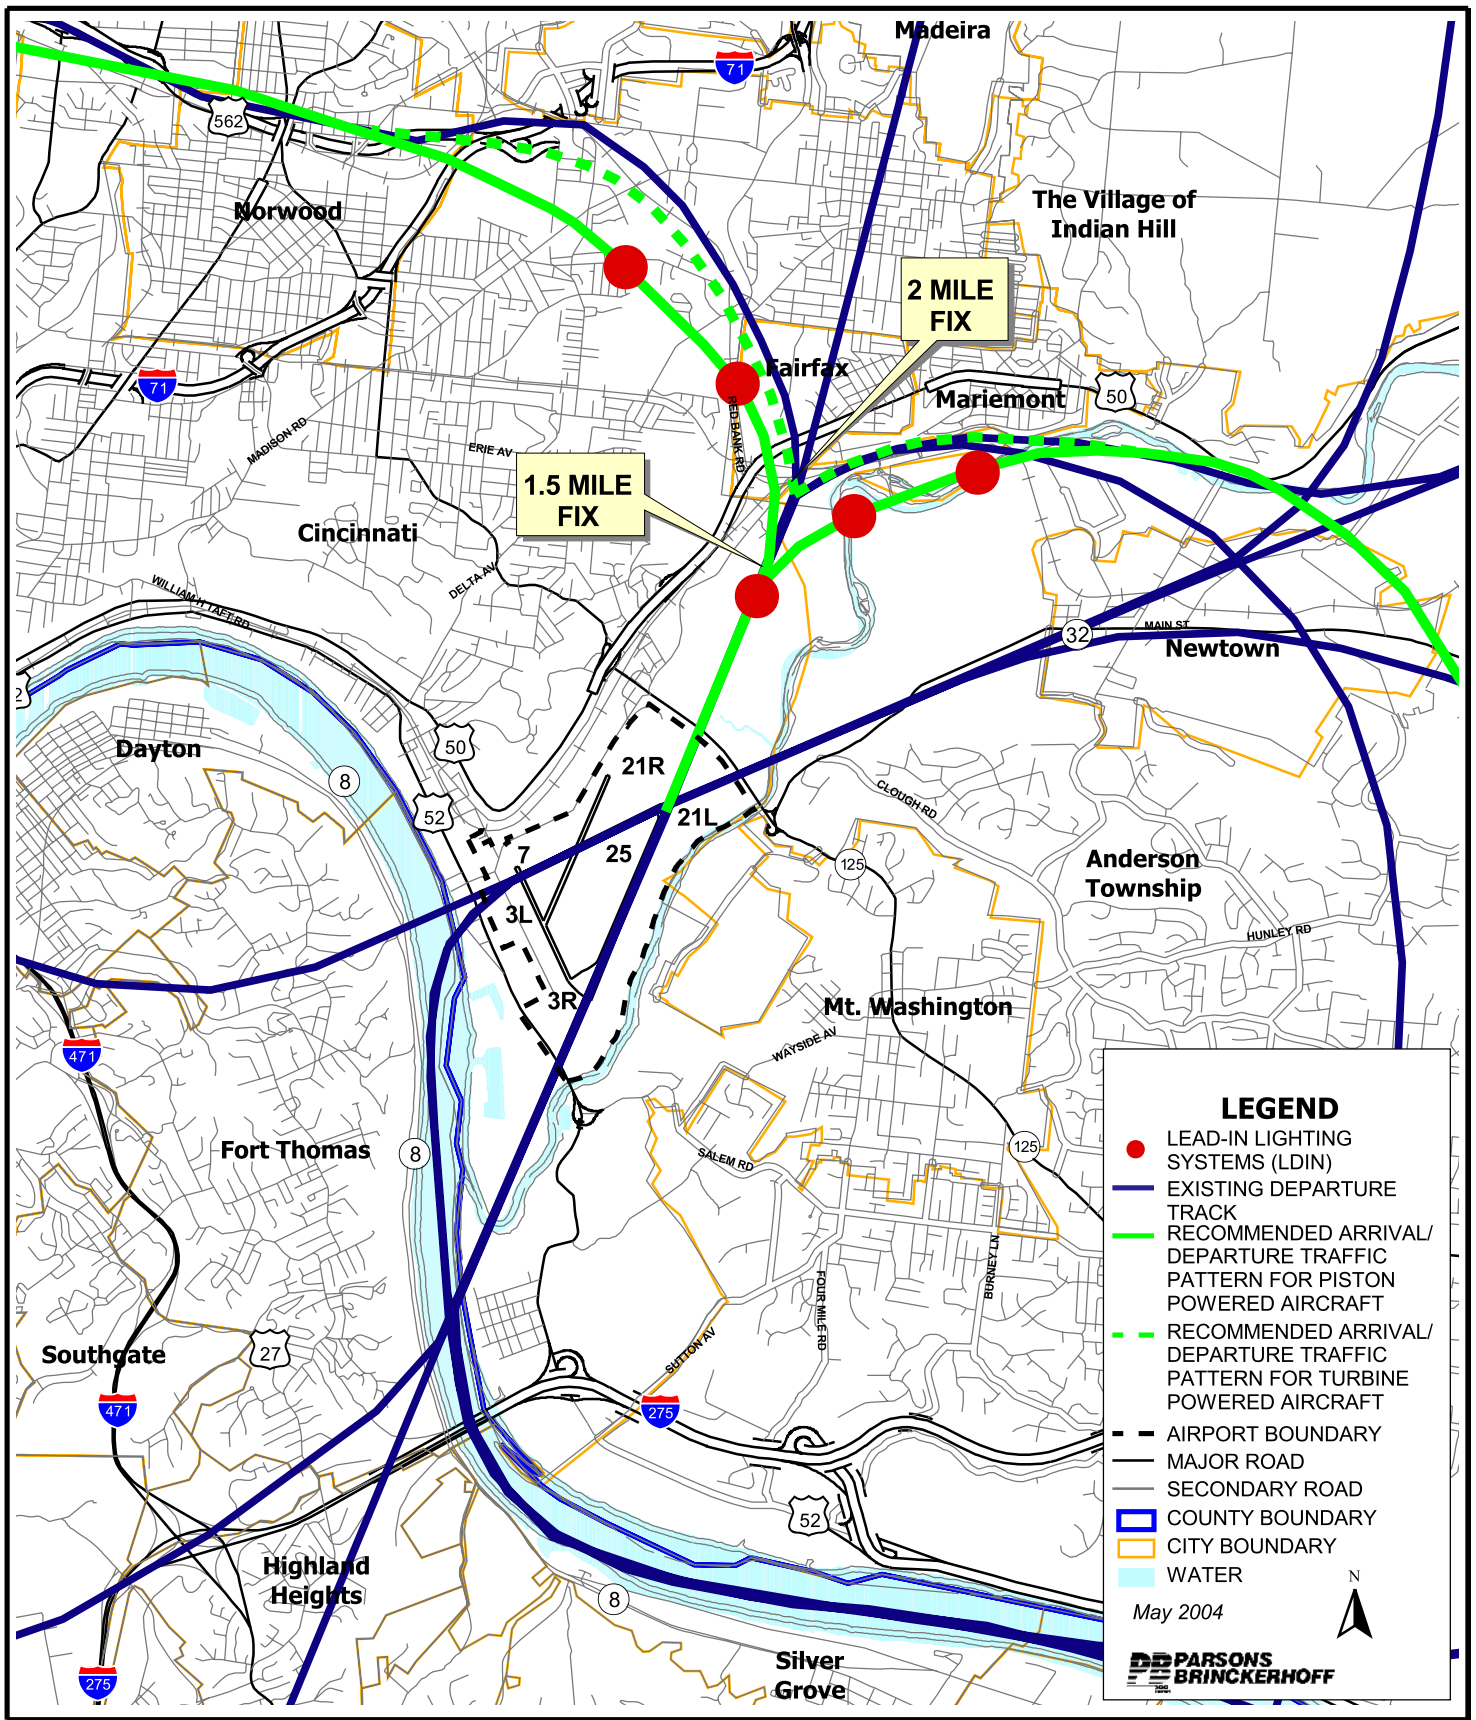 Madeira
71
562
Norwood
The Village of
Indian Hill
2 MILE
FIX
71
Fairfax
Mariemont
50
RED BANK RD
MADISON RD
ERIE AV
1.5 MILE
FIX
Cincinnati
DELTA AV
WILLIAM H TAFT RD
32
MAIN ST
Newtown
2
Dayton
50
8
52
21R
21L
7
25
3L
3R
CLOUGH RD
125
Anderson
Township
HUNLEY RD
Mt. Washington
WAYSIDE AV
471
Fort Thomas
8
SALEM RD
125
BURNEY LN
FOUR MILE RD
SUTTON AV
Southgate
27
471
275
52
Highland
Heights
8
275
Silver
Grove
LEGEND
LEAD-IN LIGHTING
SYSTEMS (LDIN)
EXISTING DEPARTURE
TRACK
RECOMMENDED ARRIVAL/
DEPARTURE TRAFFIC
PATTERN FOR PISTON
POWERED AIRCRAFT
RECOMMENDED ARRIVAL/
DEPARTURE TRAFFIC
PATTERN FOR TURBINE
POWERED AIRCRAFT
AIRPORT BOUNDARY
MAJOR ROAD
SECONDARY ROAD
COUNTY BOUNDARY
CITY BOUNDARY
WATER
N
May 2004
PB PARSONS
BRINCKERHOFF